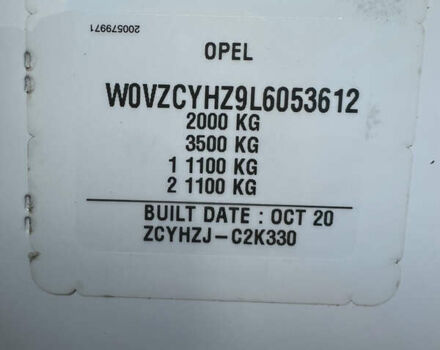 200579971
OPEL
W0VZCYHZ9L6053612
2000 KG
3500 KG
1 1100 KG
2 1100 KG
BUILT DATE : OCT 20
ZCYHZJ-C2K330